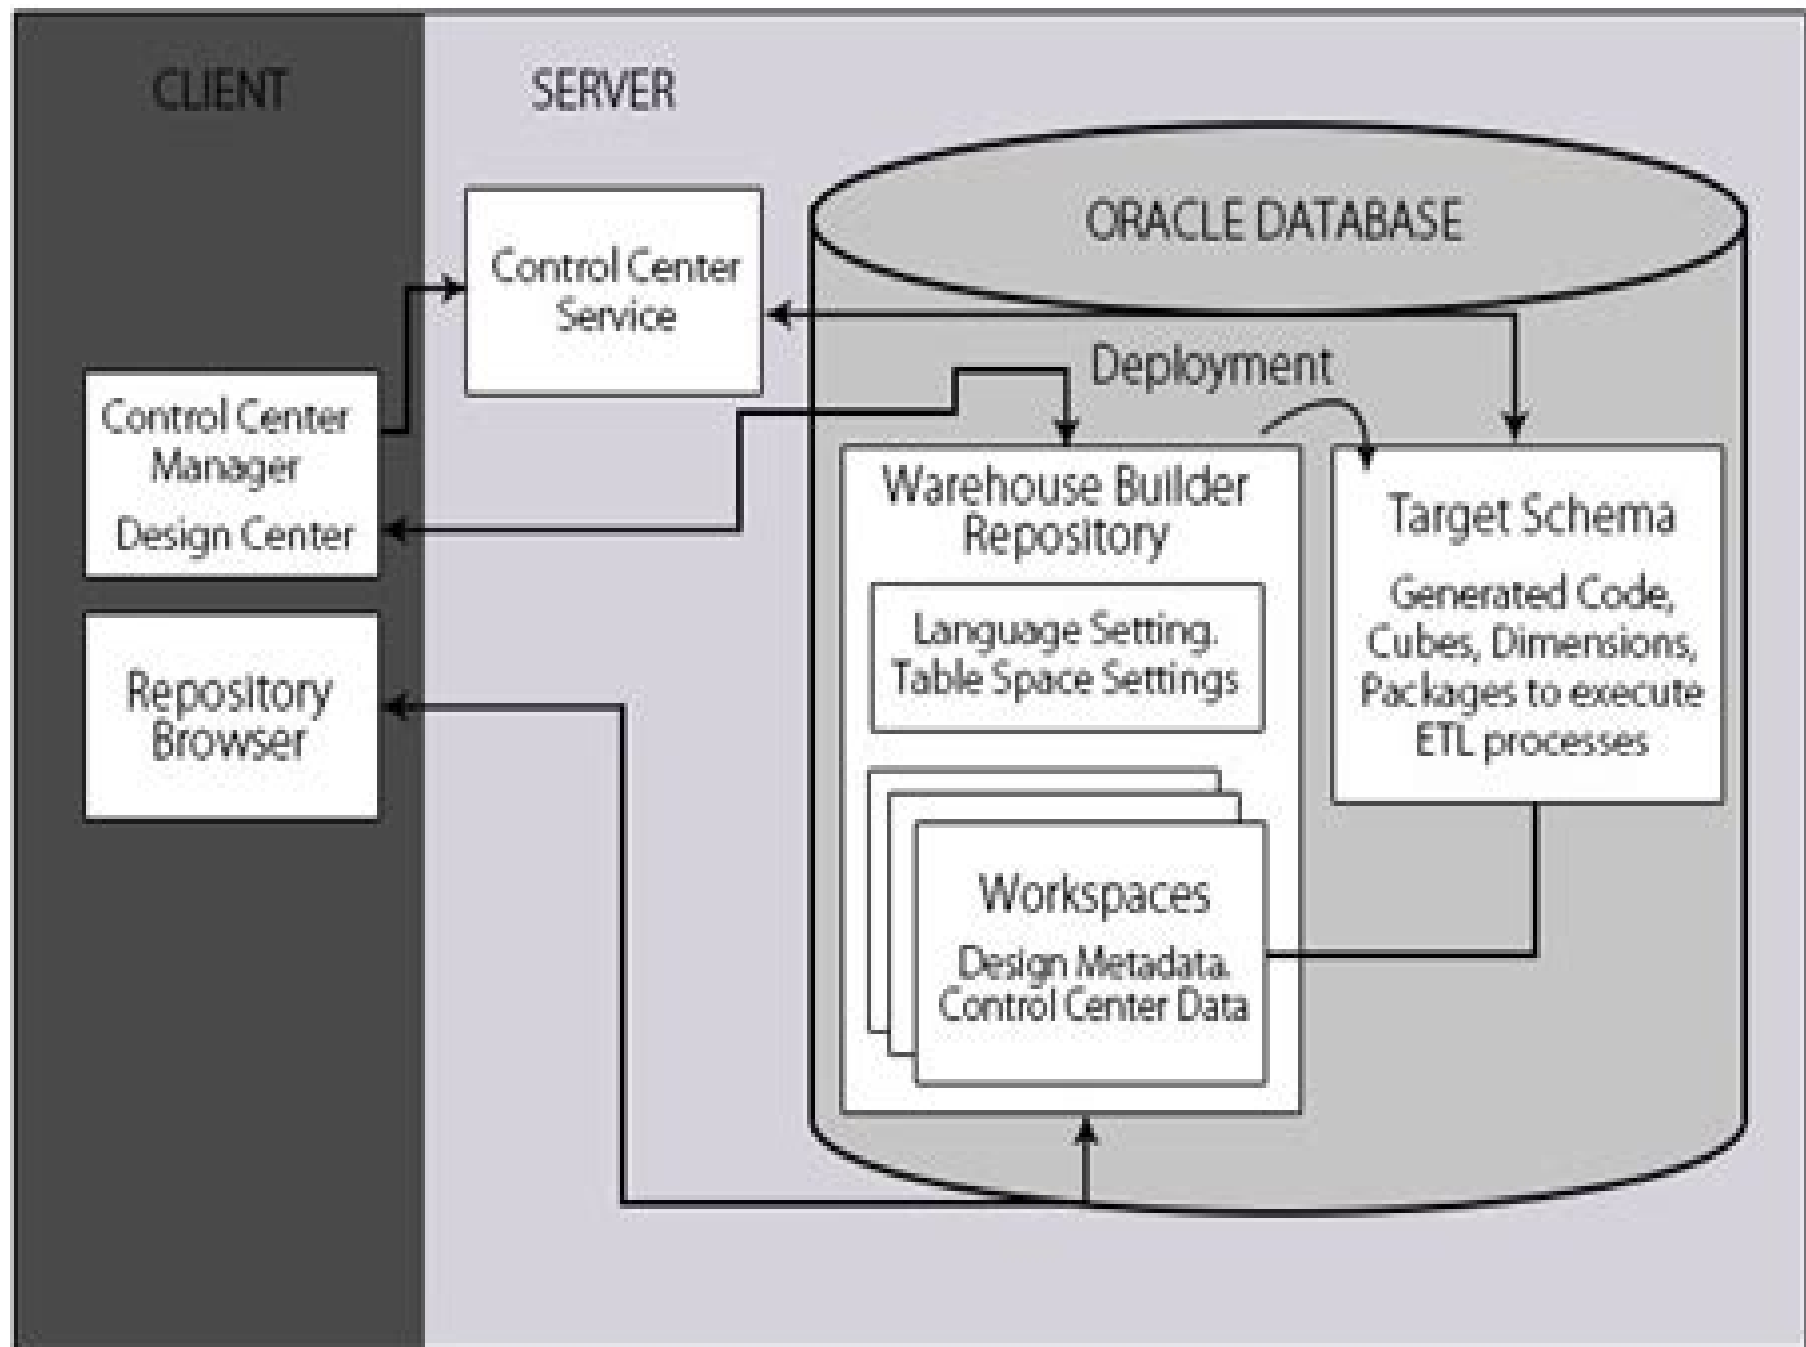 CLIENT
SERVER
ORACLE DATABASE
Control Center
Service
Deployment
Control Center
Manager
Design Center
Warehouse Builder
Repository
Target Schema
Generated Code,
Cubes, Dimensions,
Packages to execute
ETL processes
Language Setting.
Table Space Settings
Repository
Browser
Workspaces
Design Metadata.
Control Center Data